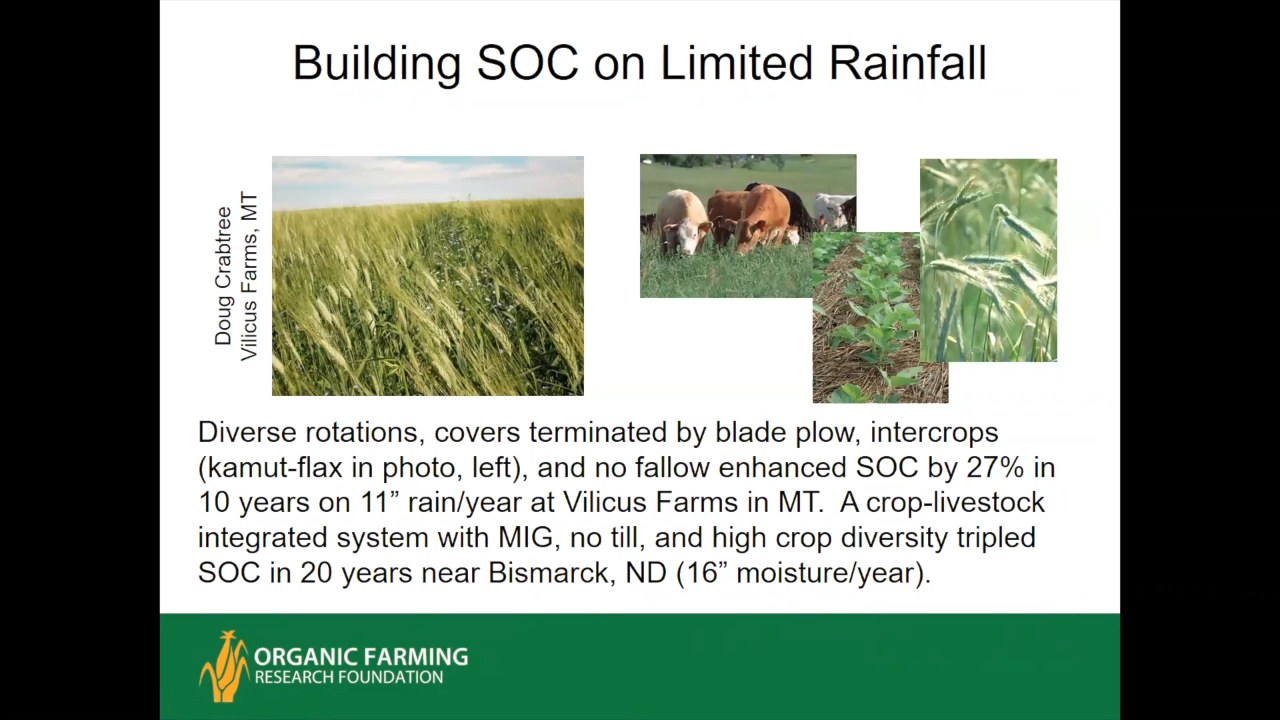 Building SOC on Limited Rainfall
Doug Crabtree
Vilicus Farms, MT
Diverse rotations, covers terminated by blade plow, intercrops
(kamut-flax in photo, left), and no fallow enhanced SOC by 27% in
10 years on 11” rain/year at Vilicus Farms in MT.  A crop-livestock
integrated system with MIG, no till, and high crop diversity tripled
SOC in 20 years near Bismarck, ND (16” moisture/year).
ORGANIC FARMING
RESEARCH FOUNDATION